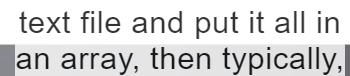 text file and put it all in
an array, then typically,